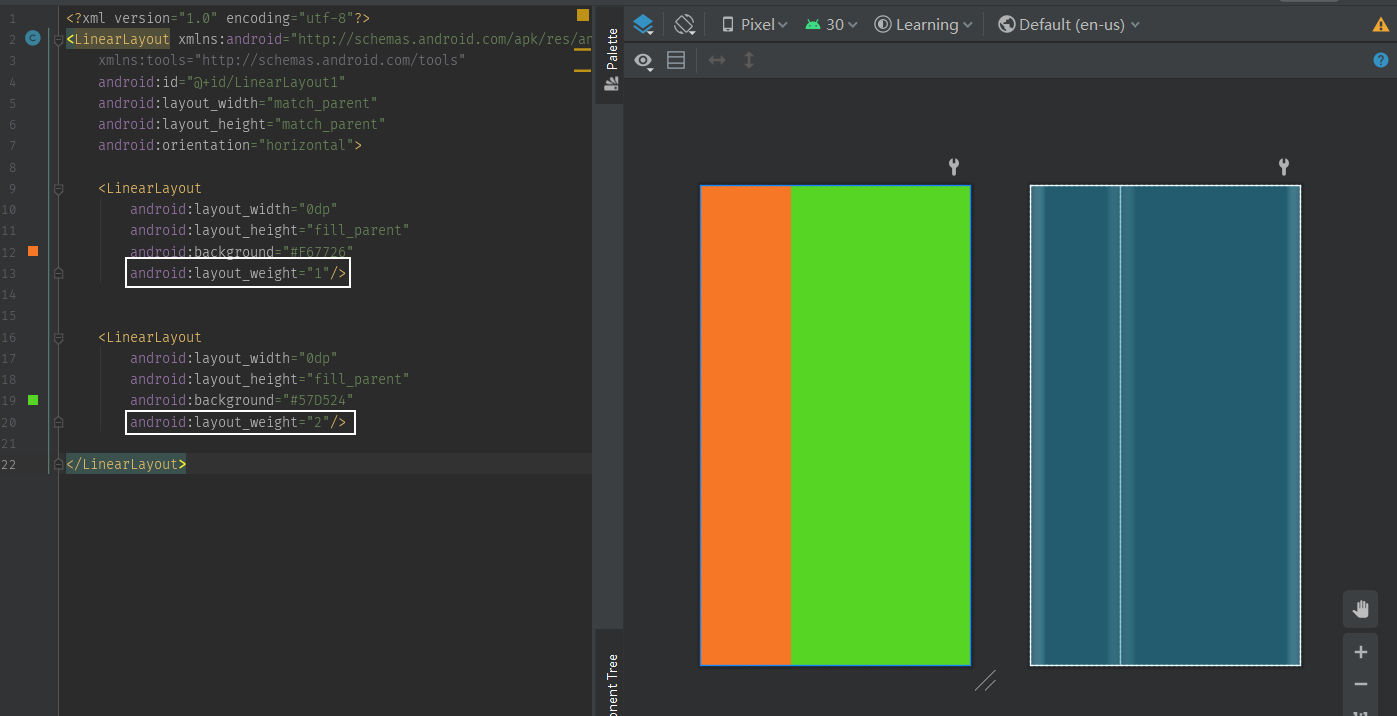 1 <?xml version="1.0" encoding="utf-8"?>
2 <LinearLayout xmlns:android="http://schemas.android.com/apk/res/an
3 xmlns:tools="http://schemas.android.com/tools"
4 android:id="@+id/LinearLayout1"
5 android:layout_width="match_parent"
6 android:layout_height="match_parent"
7 android:orientation="horizontal">
8
9 <LinearLayout
10 android:layout_width="0dp"
11 android:layout_height="fill_parent"
12 android:background="#F67726"
13 android:layout_weight="1"/>
14
15
16 <LinearLayout
17 android:layout_width="0dp"
18 android:layout_height="fill_parent"
19 android:background="#57D524"
20 android:layout_weight="2"/>
21
22 </LinearLayout>
C
Palette
onent Tree
Pixel 30 Learning Default (en-us)
?